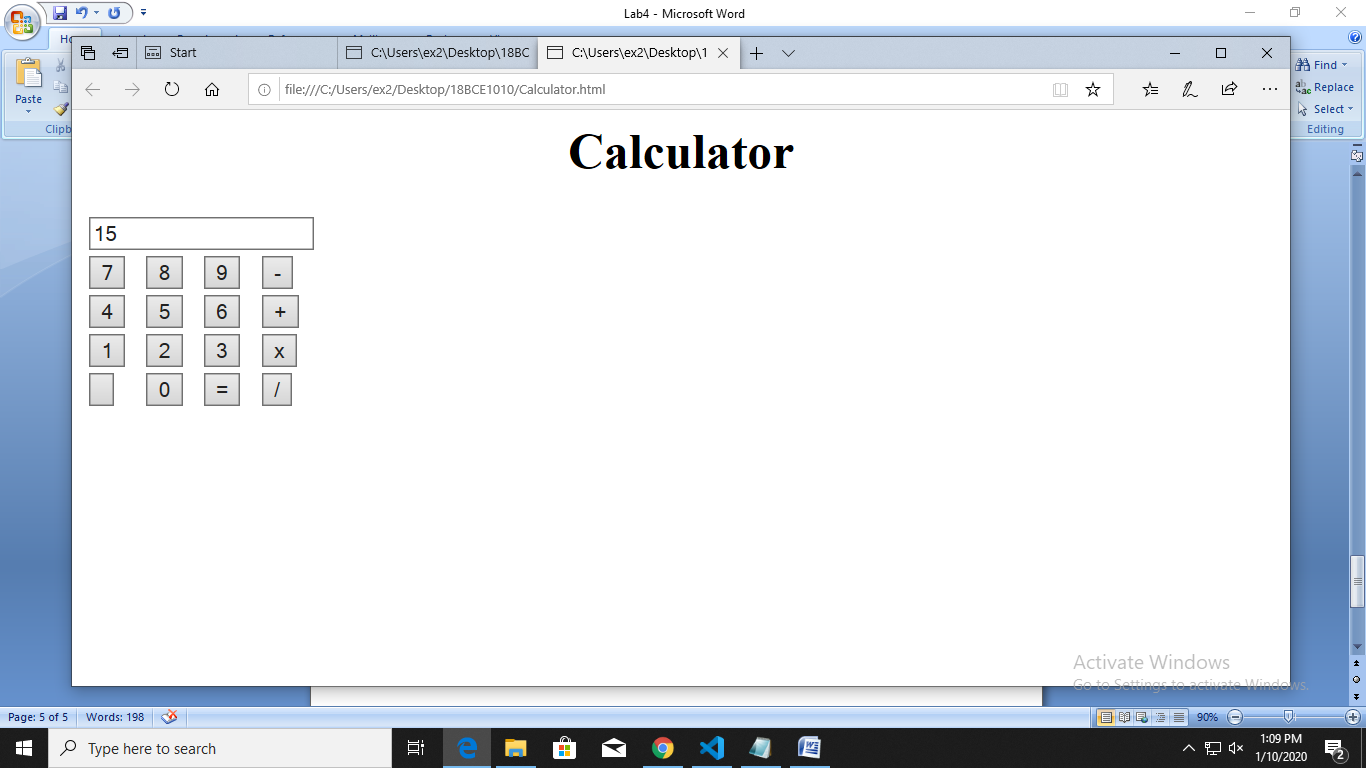 Lab4 - Microsoft Word
Start
C:\Users\ex2\Desktop\18BC
C:\Users\ex2\Desktop\1
file:///C:/Users/ex2/Desktop/18BCE1010/Calculator.html
Paste
Clipb
Find
Replace
Select
Editing
Calculator
15
7 8 9 -
4 5 6 +
1 2 3 x
0 = /
Activate Windows
Go to Settings to activate Windows.
Page: 5 of 5 Words: 198 90%
Type here to search
1:09 PM
1/10/2020
2